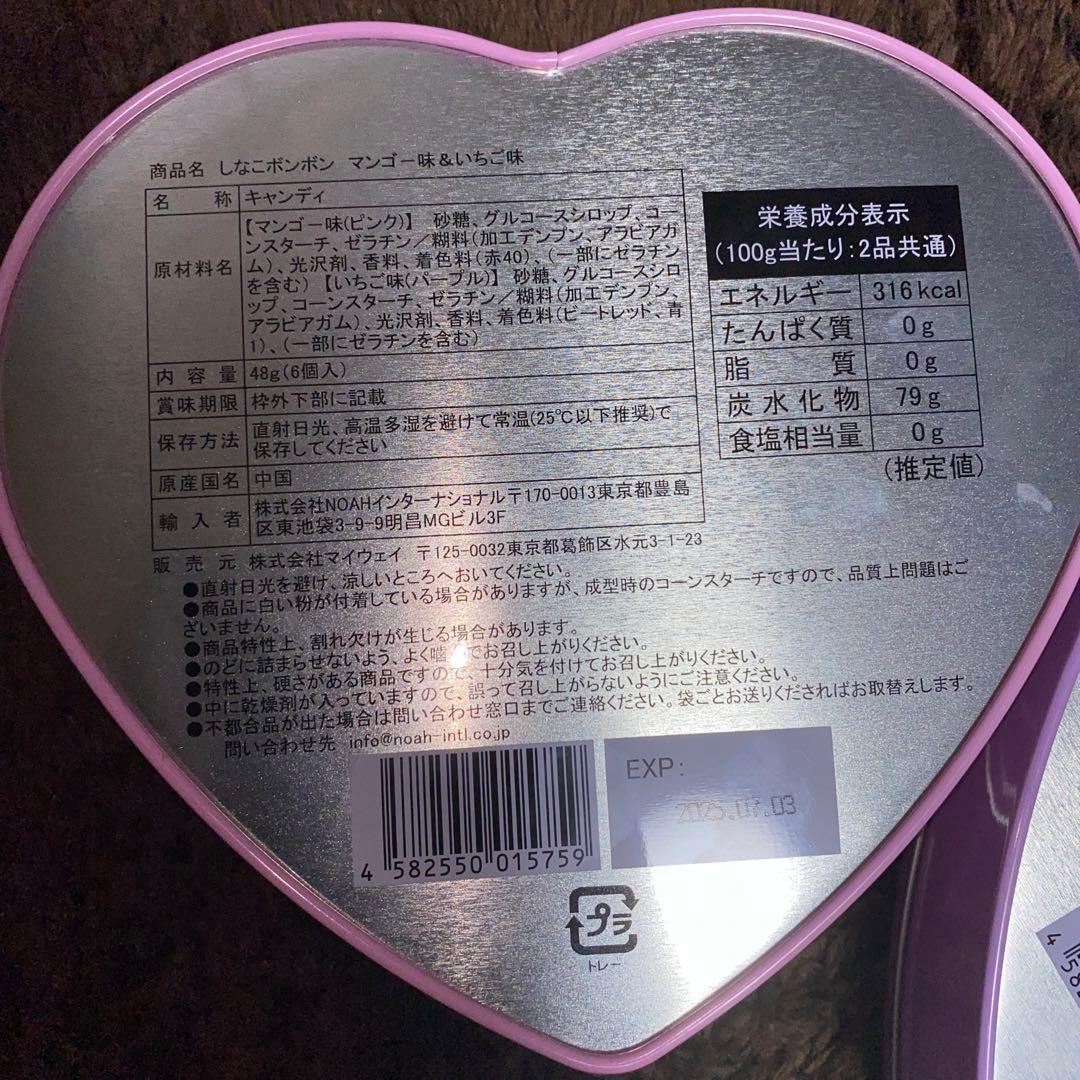 商品名 しなこボンボン マンゴー味&いちご味
名 称 キャンディ
原材料名 【マンゴー味(ピンク)】 砂糖、グルコースシロップ、コー
ンスターチ、ゼラチン／糊料(加工デンプン、アラビアガ
ム)、光沢剤、香料、着色料(赤40)、(一部にゼラチン
を含む) 【いちご味(パープル)】 砂糖、グルコースシロ
ップ、コーンスターチ、ゼラチン／糊料(加工デンプン、
アラビアガム)、光沢剤、香料、着色料(ビートレッド、青
1)、(一部にゼラチンを含む)
内容量 48g(6個入)
賞味期限 枠外下部に記載
保存方法 直射日光、高温多湿を避けて常温(25℃以下推奨)で
保存してください
原産国名 中国
輸入者 株式会社NOAHインターナショナル〒170-0013東京都豊島
区東池袋3-9-9明昌MGビル3F
販売元 株式会社マイウェイ 〒125-0032東京都葛飾区水元3-1-23
栄養成分表示
(100g当たり:2品共通)
エネルギー 316kcal
たんぱく質 0g
脂質 0g
炭水化物 79g
食塩相当量 0g
(推定値)
●直射日光を避け、涼しいところへおいてください。
●商品に白い粉が付着している場合がありますが、成型時のコーンスターチですので、品質上問題はご
ざいません。
●商品特性上、割れ欠けが生じる場合があります。
●のどに詰まらせないよう、よく噛んでお召し上がりください。
●特性上、硬さがある商品ですので、十分気を付けてお召し上がりください。
●中に乾燥剤が入っていますので、誤って召し上がらないようにご注意ください。
●不都合品が出た場合は問い合わせ窓口までご連絡ください。袋ごとお送りくださればお取替えします。
問い合わせ先 info@noah-intl.co.jp
EXP:
2025.07.03
4 582550 015759
プラ
トレー
4 58